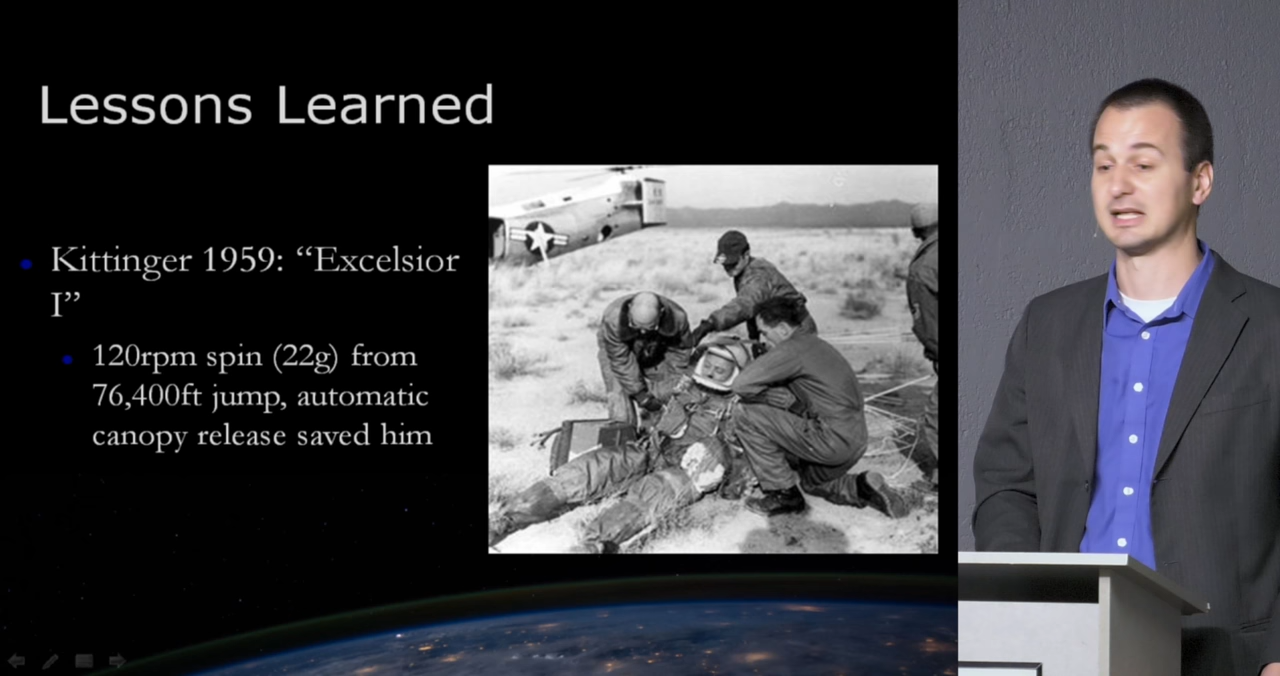 Lessons Learned
Kittinger 1959: “Excelsior
I”
120rpm spin (22g) from
76,400ft jump, automatic
canopy release saved him